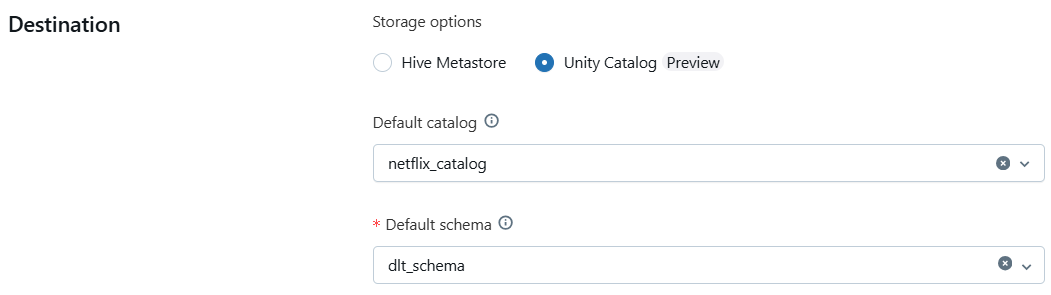 Destination
Storage options
Hive Metastore
Unity Catalog Preview
Default catalog
netflix_catalog
* Default schema
dlt_schema